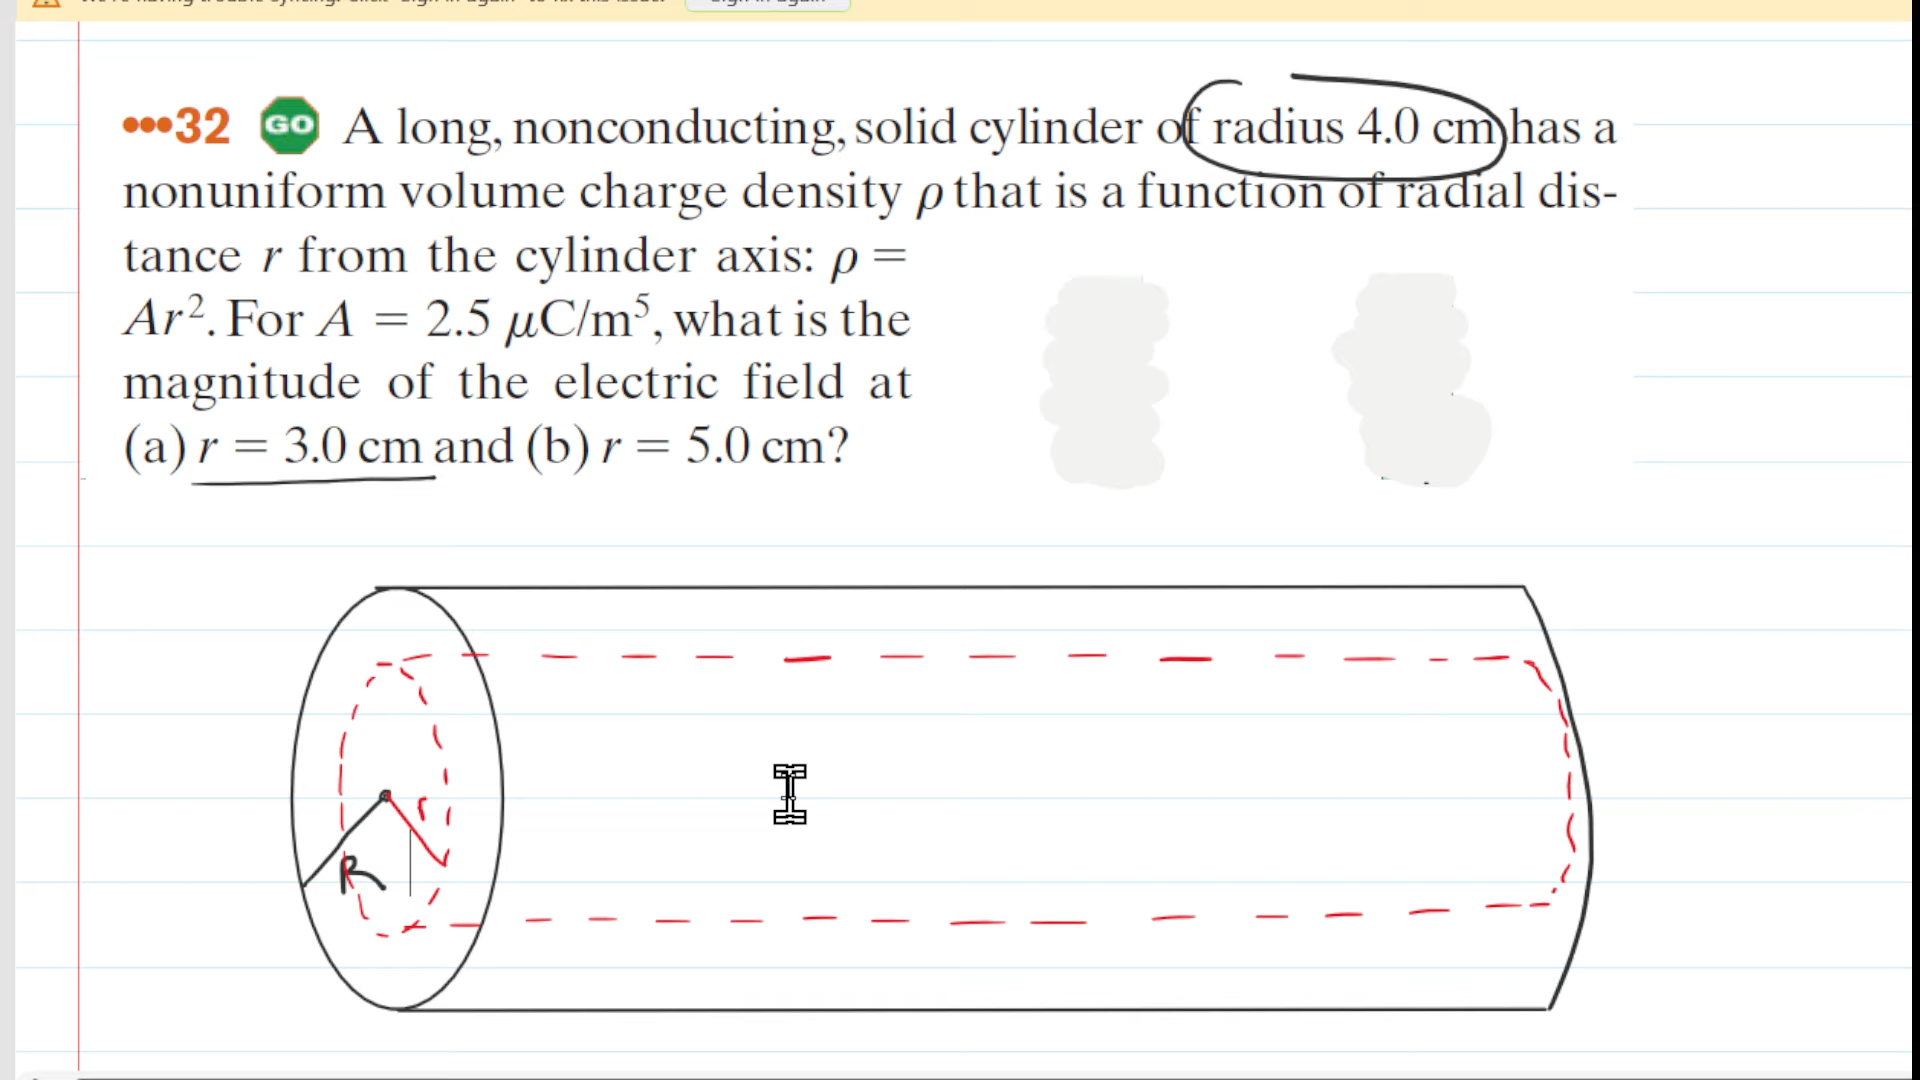 •••32 GO A long, nonconducting, solid cylinder of radius 4.0 cm has a
nonuniform volume charge density ρ that is a function of radial dis-
tance r from the cylinder axis: ρ =
Ar². For A = 2.5 μC/m⁵, what is the
magnitude of the electric field at
(a) r = 3.0 cm and (b) r = 5.0 cm?
r
R